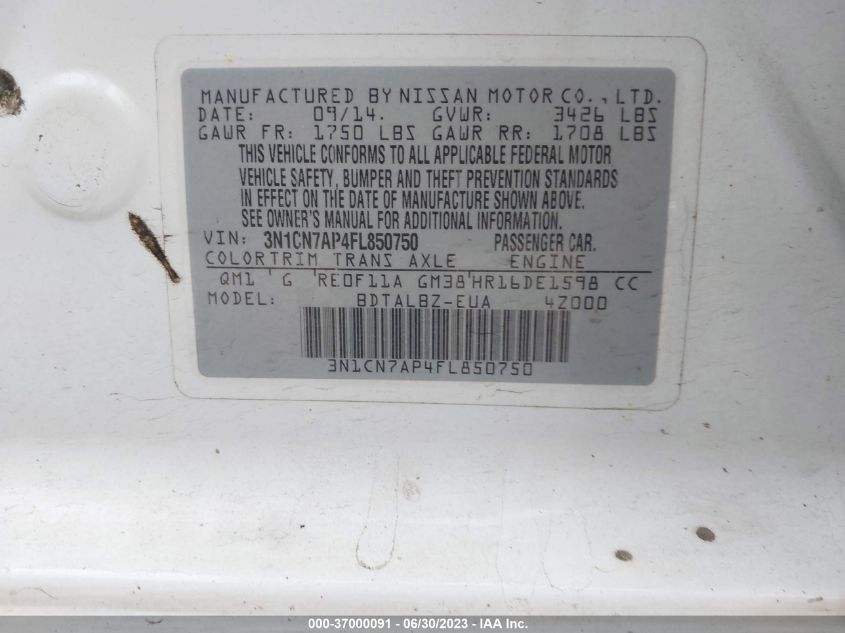 MANUFACTURED BY NISSAN MOTOR CO., LTD.
DATE: 09/14. GVWR: 3426 LBS
GAWR FR: 1750 LBS GAWR RR: 1708 LBS
THIS VEHICLE CONFORMS TO ALL APPLICABLE FEDERAL MOTOR
VEHICLE SAFETY, BUMPER AND THEFT PREVENTION STANDARDS
IN EFFECT ON THE DATE OF MANUFACTURE SHOWN ABOVE.
SEE OWNER'S MANUAL FOR ADDITIONAL INFORMATION.
VIN: 3N1CN7AP4FL850750 PASSENGER CAR.
COLOR TRIM TRANS AXLE ENGINE
QM1 G RE0F11A GM38 HR16DE1598 CC
MODEL: BDTALBZ-EUA 4Z000
3N1CN7AP4FL850750
000-37000091 - 06/30/2023 - IAA Inc.